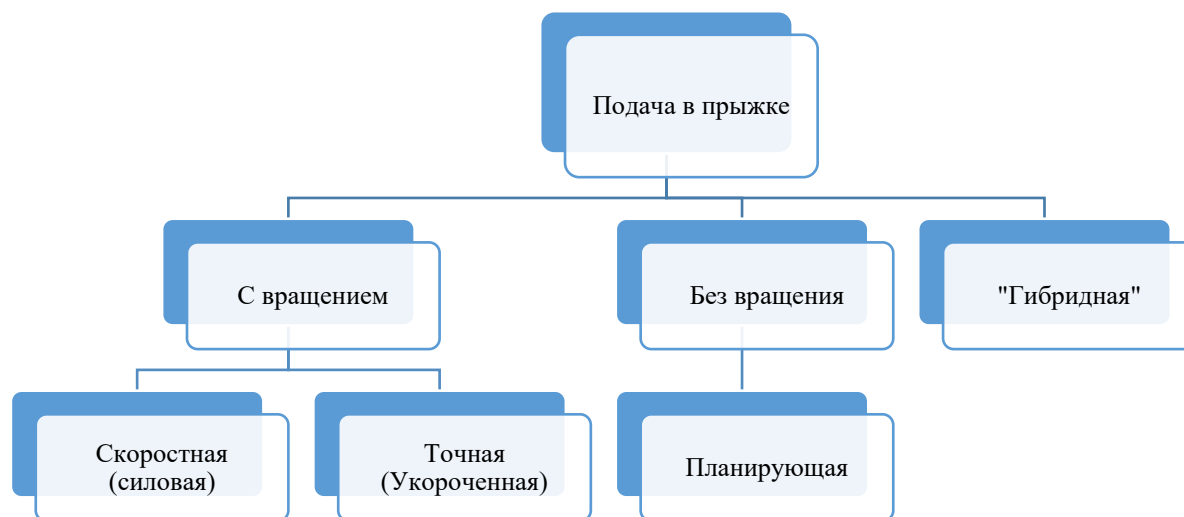 Подача в прыжке
С вращением
Без вращения
"Гибридная"
Скоростная
(силовая)
Точная
(Укороченная)
Планирующая